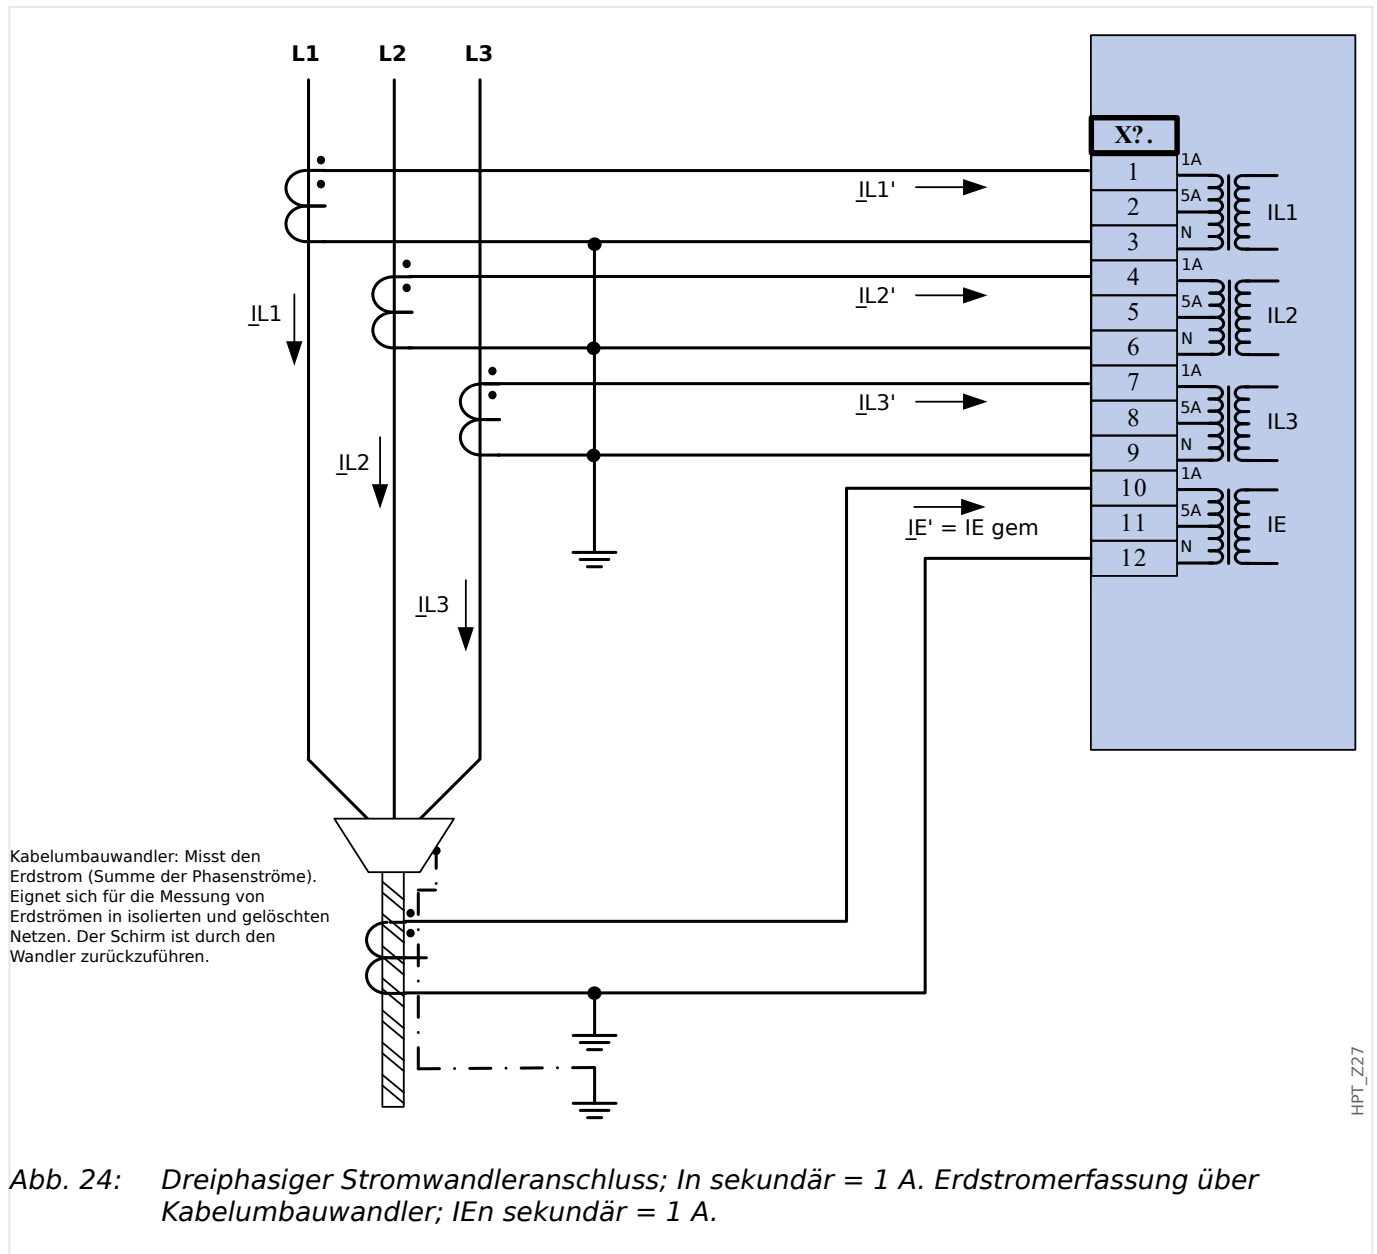 L1 L2 L3
X?.
1 1A
IL1'
2 5A IL1
3 N
4 1A
IL2'
5 5A IL2
6 N
IL1
7 1A
IL3'
8 5A IL3
9 N
IL2
10 1A
11 5A IE
IE' = IE gem
12 N
IL3
Kabelumbauwandler: Misst den
Erdstrom (Summe der Phasenströme).
Eignet sich für die Messung von
Erdströmen in isolierten und gelöschten
Netzen. Der Schirm ist durch den
Wandler zurückzuführen.
HPT_Z27
Abb. 24: Dreiphasiger Stromwandleranschluss; In sekundär = 1 A. Erdstromerfassung über
Kabelumbauwandler; IEn sekundär = 1 A.